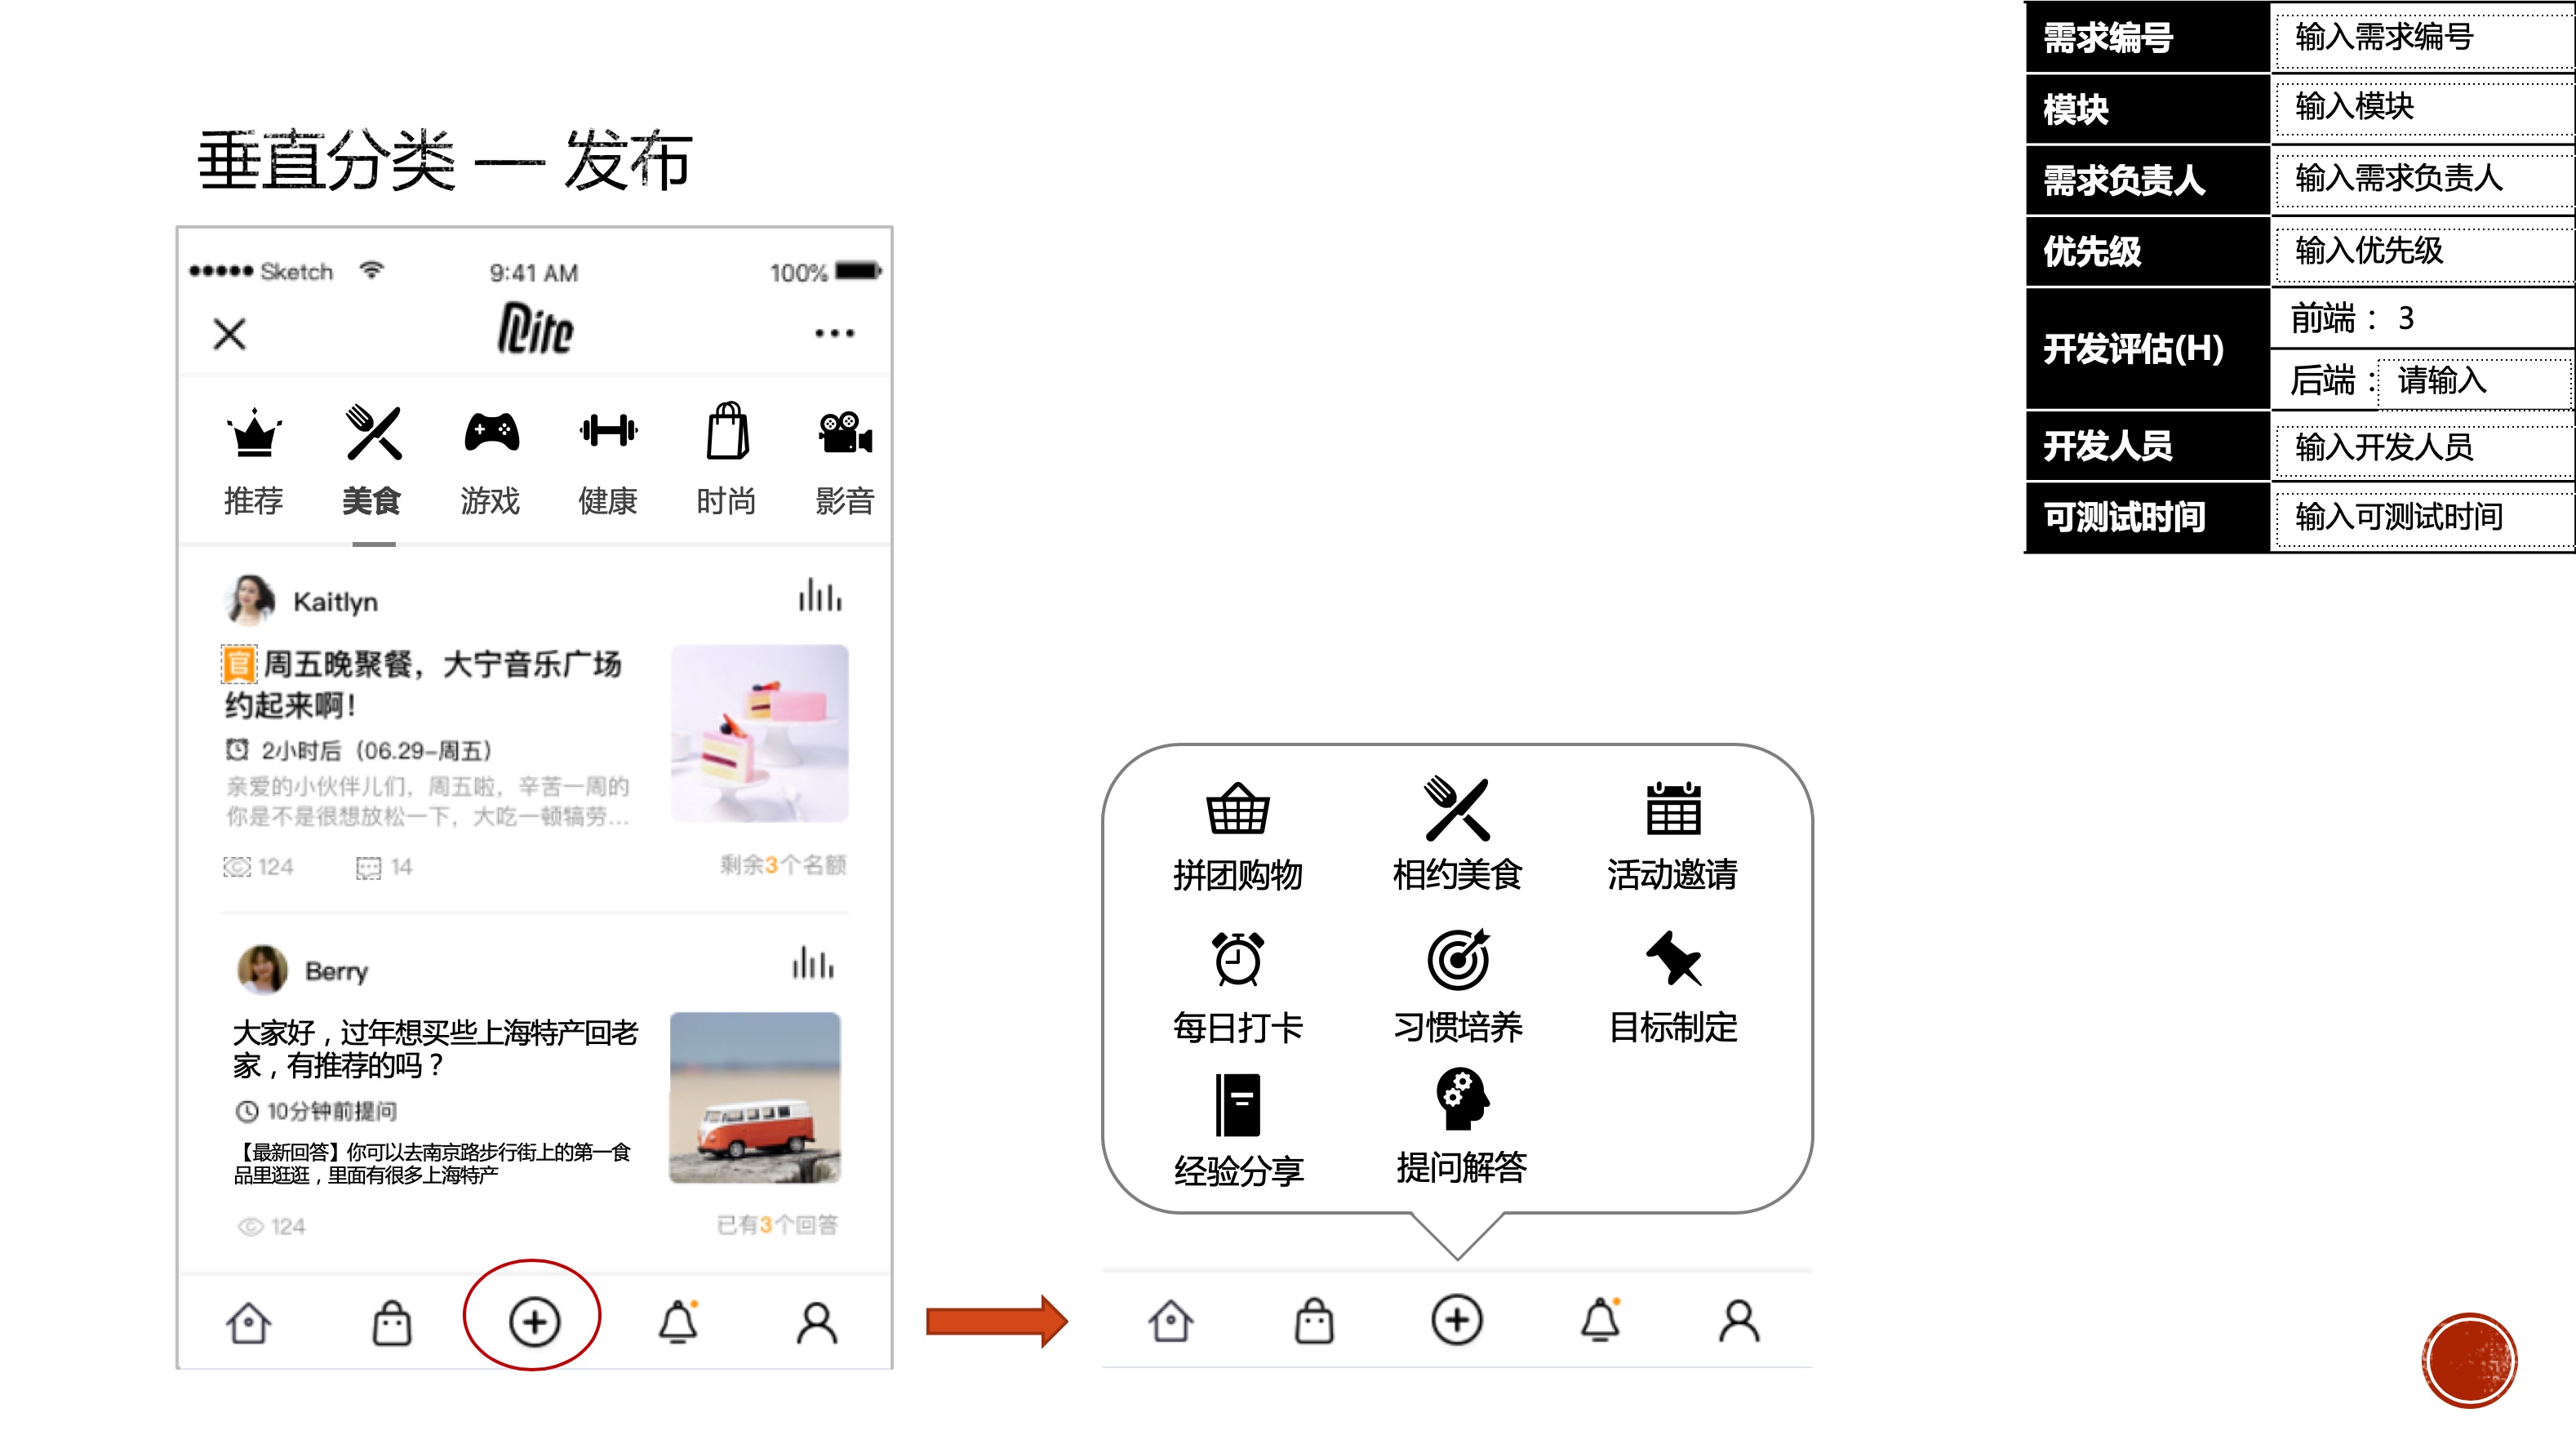 垂直分类 — 发布
Sketch 9:41 AM 100%
推荐 美食 游戏 健康 时尚 影音
Kaitlyn
官 周五晚聚餐，大宁音乐广场
约起来啊！
2小时后（06.29-周五）
亲爱的小伙伴儿们，周五啦，辛苦一周的
你是不是很想放松一下，大吃一顿犒劳...
124 14 剩余3个名额
Berry
大家好，过年想买些上海特产回老
家，有推荐的吗？
10分钟前提问
【最新回答】你可以去南京路步行街上的第一食
品里逛逛，里面有很多上海特产
124 已有3个回答
拼团购物 相约美食 活动邀请
每日打卡 习惯培养 目标制定
经验分享 提问解答
需求编号 输入需求编号
模块 输入模块
需求负责人 输入需求负责人
优先级 输入优先级
开发评估(H) 前端： 3
后端： 请输入
开发人员 输入开发人员
可测试时间 输入可测试时间